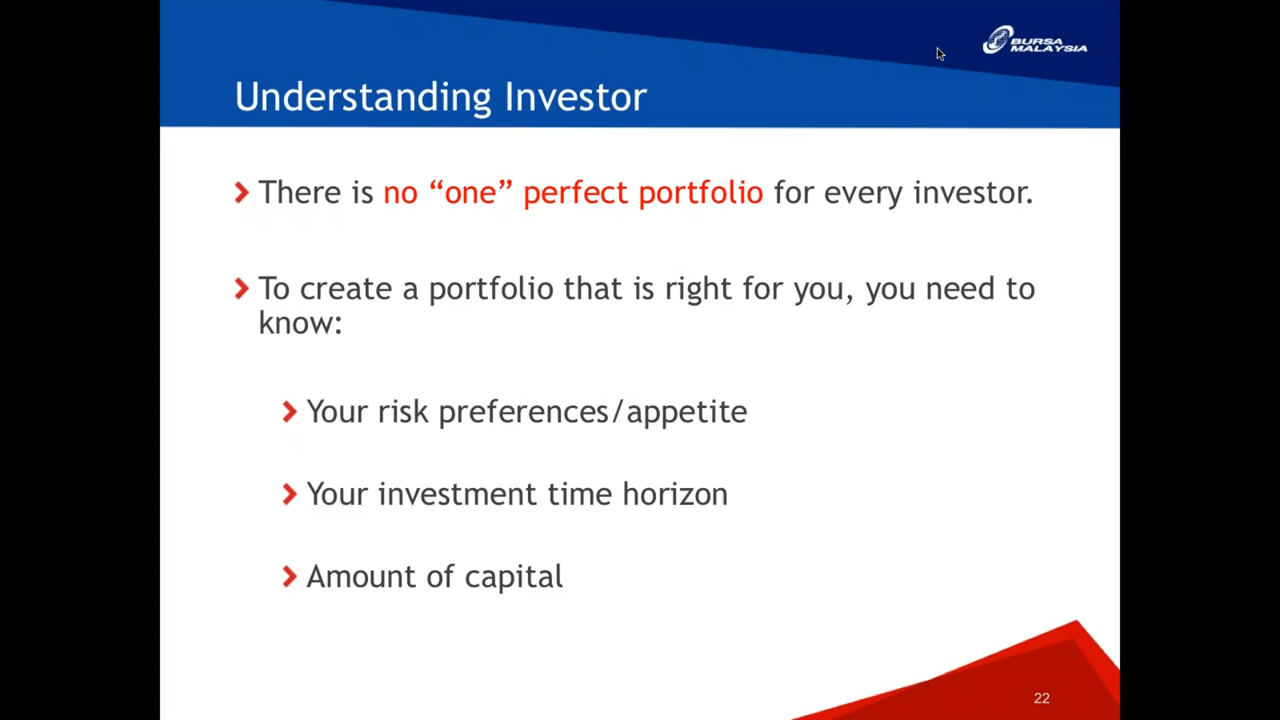 BURSA
MALAYSIA
Understanding Investor
There is no “one” perfect portfolio for every investor.
To create a portfolio that is right for you, you need to
know:
Your risk preferences/appetite
Your investment time horizon
Amount of capital
22